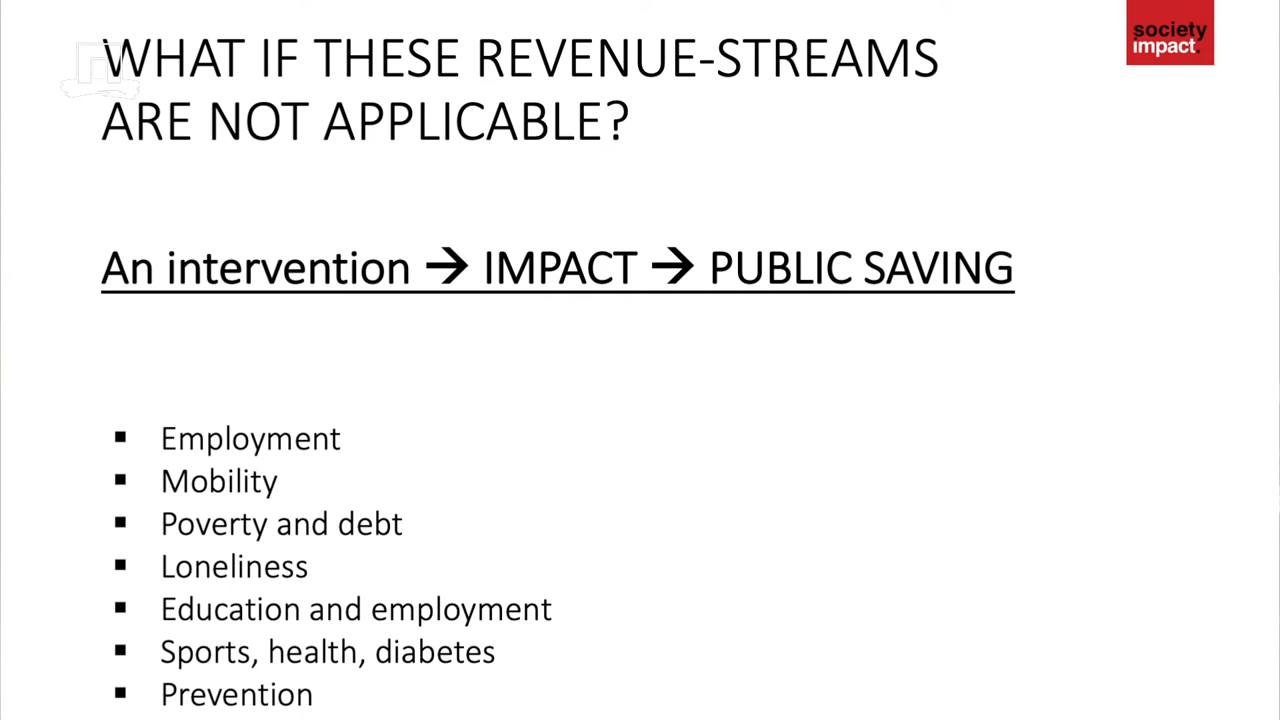 WHAT IF THESE REVENUE-STREAMS
ARE NOT APPLICABLE?
society
impact.
An intervention → IMPACT → PUBLIC SAVING
▪ Employment
▪ Mobility
▪ Poverty and debt
▪ Loneliness
▪ Education and employment
▪ Sports, health, diabetes
▪ Prevention